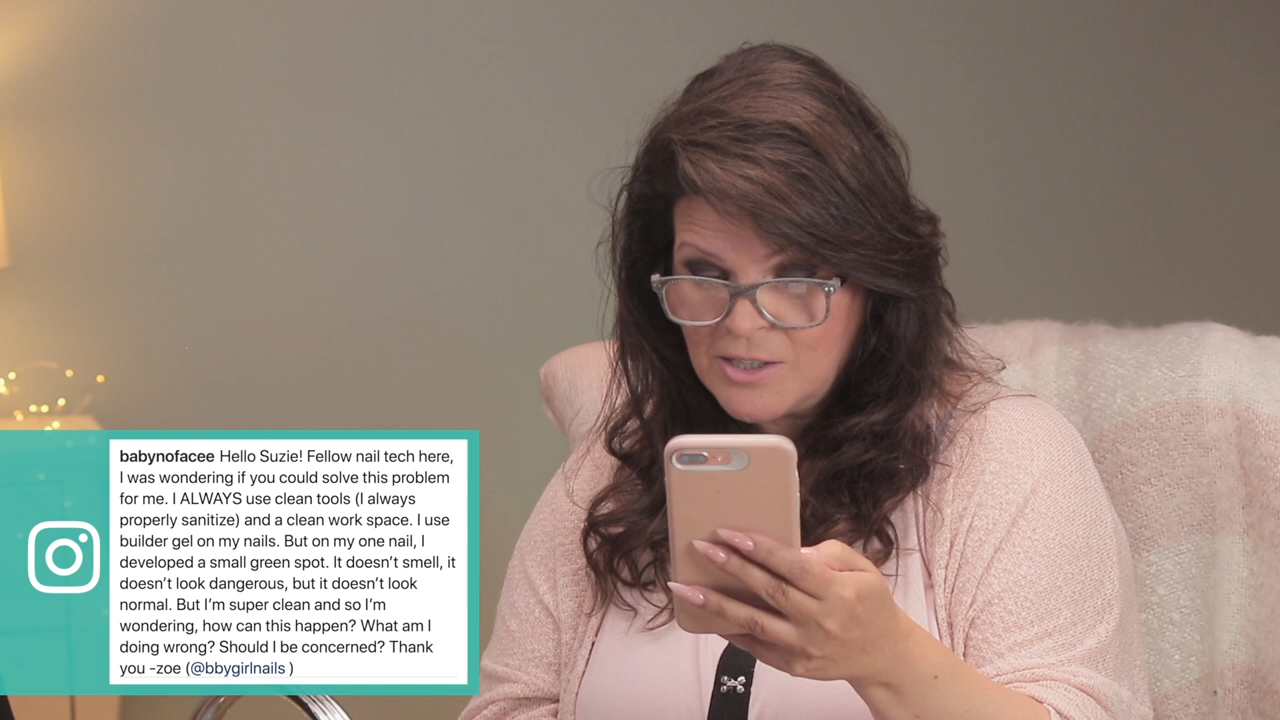 babynofacee Hello Suzie! Fellow nail tech here,
I was wondering if you could solve this problem
for me. I ALWAYS use clean tools (I always
properly sanitize) and a clean work space. I use
builder gel on my nails. But on my one nail, I
developed a small green spot. It doesn’t smell, it
doesn’t look dangerous, but it doesn’t look
normal. But I’m super clean and so I’m
wondering, how can this happen? What am I
doing wrong? Should I be concerned? Thank
you -zoe (@bbygirlnails )